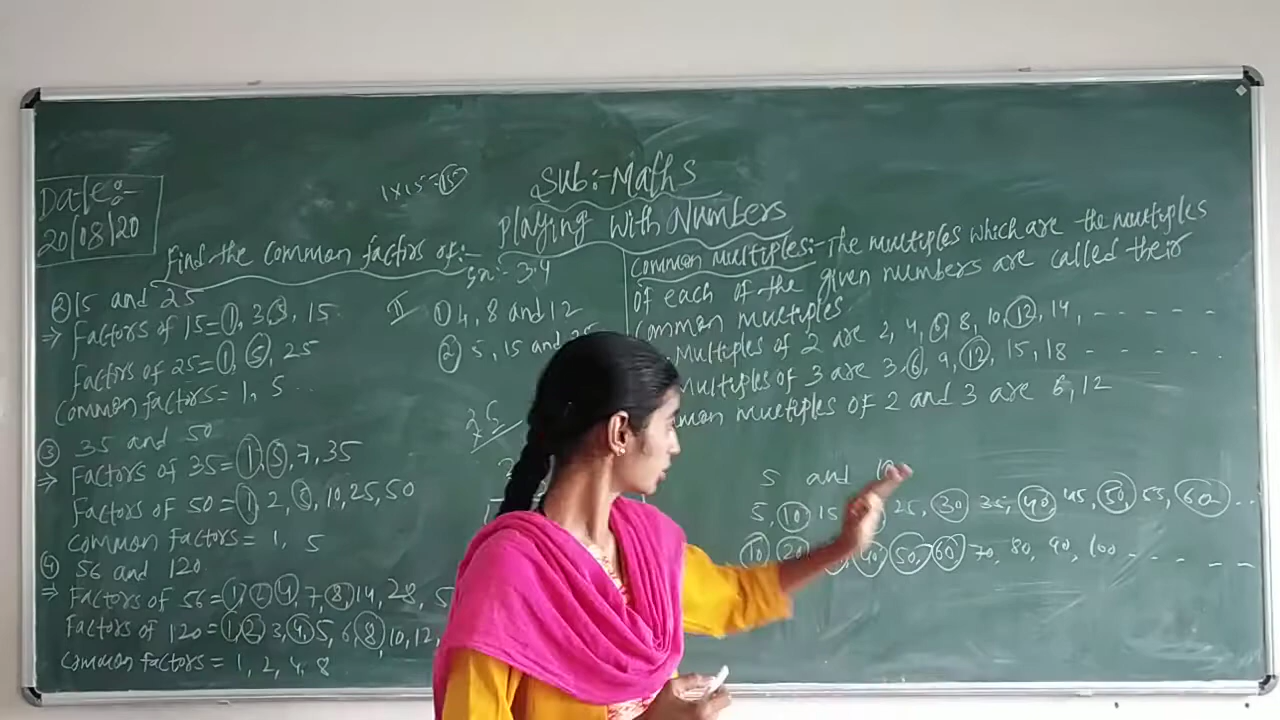 Sub:-Maths
Playing With Numbers
Date:-
20/08/20
1x15=15
Find the common factors of:-
Ex:- 3.4
② 15 and 25
⇒ Factors of 15=1, 3, 5, 15.
Factors of 25=1, 5, 25
Common factors= 1, 5
③ 35 and 50
⇒ Factors of 35=1, 5, 7, 35
Factors of 50=1, 2, 5, 10, 25, 50
Common factors = 1, 5
④ 56 and 120
⇒ Factors of 56=1, 2, 4, 7, 8, 14, 28, 5
Factors of 120=1, 2, 3, 4, 5, 6, 8, 10, 12,
Common factors = 1, 2, 4, 8
II ① 4, 8 and 12
② 5, 15 and
Common multiples:- The multiples which are the multiples
of each of the given numbers are called their
Common multiples
Multiples of 2 are 2, 4, 6, 8, 10, 12, 14, - - - - -
Multiples of 3 are 3, 6, 9, 12, 15, 18 - - - - -
multiples of 2 and 3 are 6, 12
5 and 10
5, 10, 15 25, 30 35, 40 45, 50, 55, 60 ...
10 20 40 50, 60 70, 80, 90, 100 - - - -